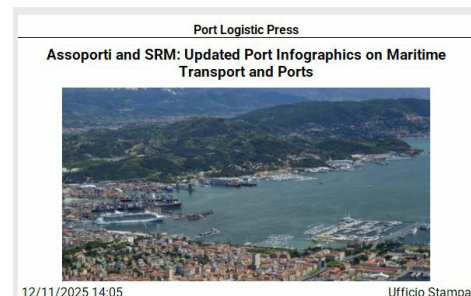 Port Logistic Press
Assoporti and SRM: Updated Port Infographics on Maritime
Transport and Ports
12/11/2025 14:05
Ufficio Stampa